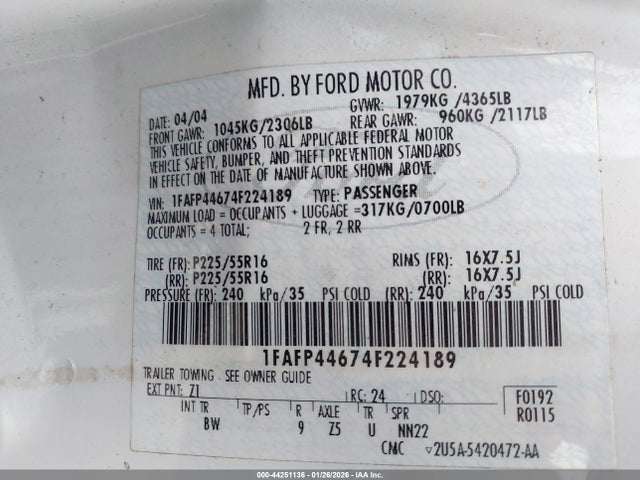 MFD. BY FORD MOTOR CO.
DATE: 04/04 GVWR: 1979KG /4365LB
FRONT GAWR: 1045KG/2306LB REAR GAWR: 960KG /2117LB
THIS VEHICLE CONFORMS TO ALL APPLICABLE FEDERAL MOTOR
VEHICLE SAFETY, BUMPER, AND THEFT PREVENTION STANDARDS
IN EFFECT ON THE DATE OF MANUFACTURE SHOWN ABOVE.
VIN: 1FAFP44674F224189 TYPE: PASSENGER
MAXIMUM LOAD = OCCUPANTS + LUGGAGE =317KG/0700LB
OCCUPANTS = 4 TOTAL; 2 FR, 2 RR
TIRE (FR): P225/55R16 RIMS (FR): 16X7.5J
(RR): P225/55R16 (RR): 16X7.5J
PRESSURE (FR): 240 kPa/35 PSI COLD (RR): 240 kPa/35 PSI COLD
1FAFP44674F224189
TRAILER TOWING - SEE OWNER GUIDE
EXT PNT: Z1 RC: 24 DSO: F0192
INT TR TP/PS R AXLE TR SPR R0115
BW 9 Z5 U NN22
CMC ▽2U5A-5420472-AA
000-44251136 - 01/26/2026 - IAA Inc.